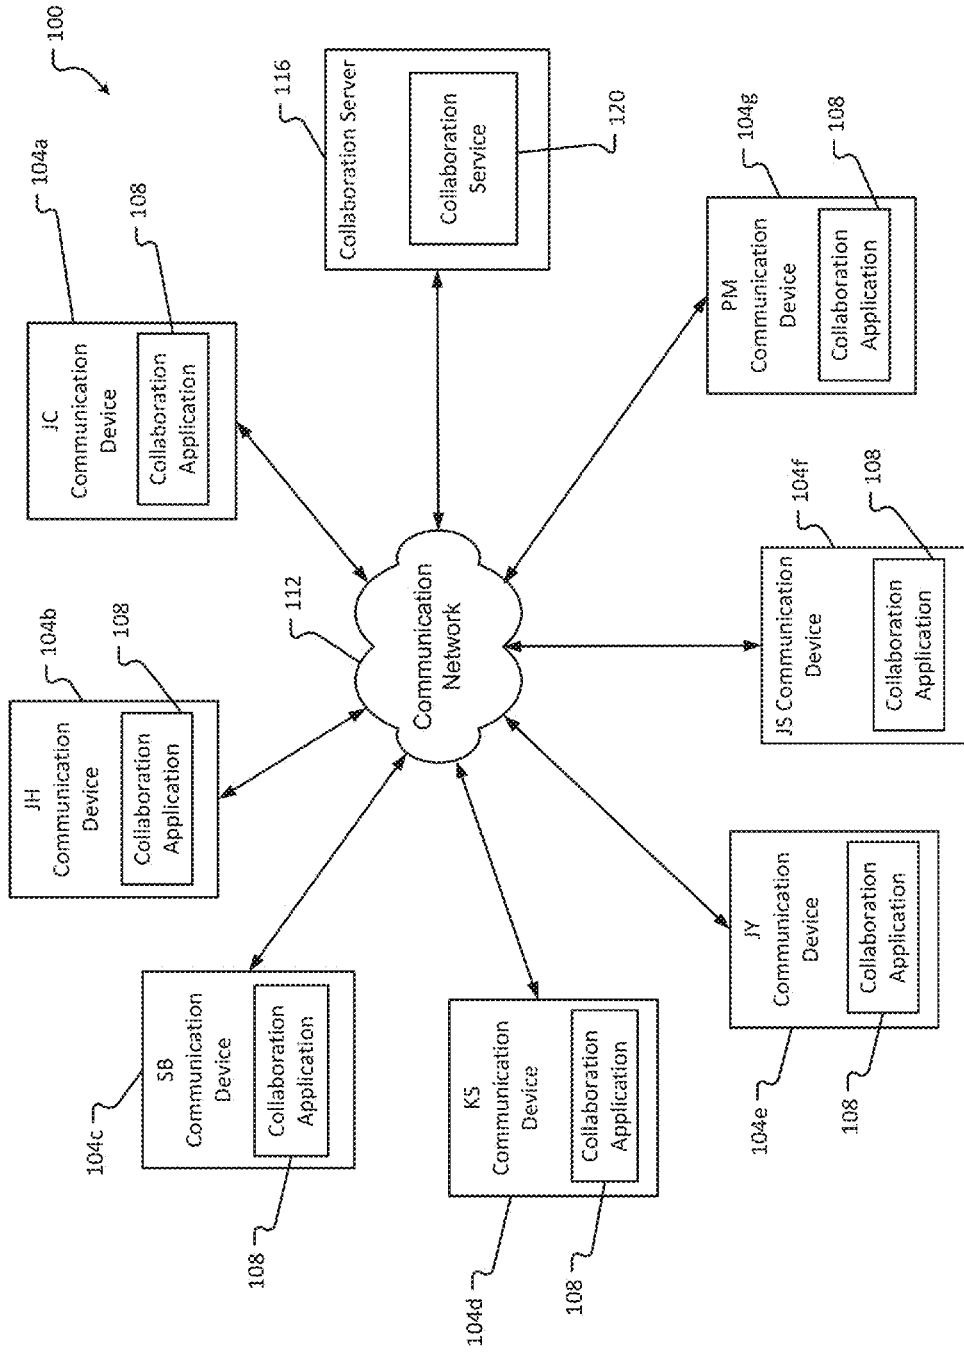 100
JC
Communication
Device
Collaboration
Application
104a
108
Collaboration Server
Collaboration
Service
116
120
JH
Communication
Device
Collaboration
Application
104b
108
Communication
Network
112
PM
Communication
Device
Collaboration
Application
104g
108
SB
Communication
Device
Collaboration
Application
104c
108
KS
Communication
Device
Collaboration
Application
104d
108
JY
Communication
Device
Collaboration
Application
104e
108
JS Communication
Device
Collaboration
Application
104f
108